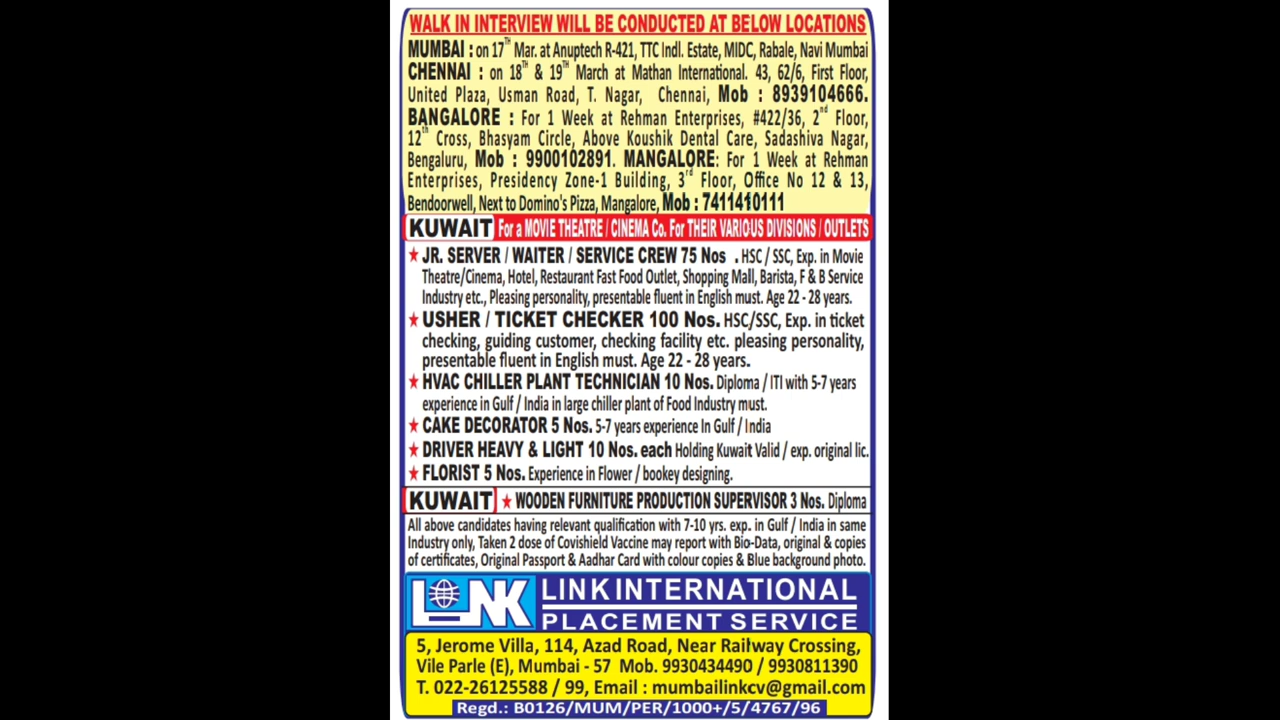 WALK IN INTERVIEW WILL BE CONDUCTED AT BELOW LOCATIONS
MUMBAI : on 17TH Mar. at Anuptech R-421, TTC Indl. Estate, MIDC, Rabale, Navi Mumbai
CHENNAI : on 18TH & 19TH March at Mathan International. 43, 62/6, First Floor,
United Plaza, Usman Road, T. Nagar, Chennai, Mob : 8939104666.
BANGALORE : For 1 Week at Rehman Enterprises, #422/36, 2nd Floor,
12th Cross, Bhasyam Circle, Above Koushik Dental Care, Sadashiva Nagar,
Bengaluru, Mob : 9900102891. MANGALORE: For 1 Week at Rehman
Enterprises, Presidency Zone-1 Building, 3rd Floor, Office No 12 & 13,
Bendoorwell, Next to Domino's Pizza, Mangalore, Mob : 7411410111
KUWAIT For a MOVIE THEATRE / CINEMA Co. For THEIR VARIOUS DIVISIONS / OUTLETS
★ JR. SERVER / WAITER / SERVICE CREW 75 Nos . HSC / SSC, Exp. in Movie
Theatre/Cinema, Hotel, Restaurant Fast Food Outlet, Shopping Mall, Barista, F & B Service
Industry etc., Pleasing personality, presentable fluent in English must. Age 22 - 28 years.
★ USHER / TICKET CHECKER 100 Nos. HSC/SSC, Exp. in ticket
checking, guiding customer, checking facility etc. pleasing personality,
presentable fluent in English must. Age 22 - 28 years.
★ HVAC CHILLER PLANT TECHNICIAN 10 Nos. Diploma / ITI with 5-7 years
experience in Gulf / India in large chiller plant of Food Industry must.
★ CAKE DECORATOR 5 Nos. 5-7 years experience In Gulf / India
★ DRIVER HEAVY & LIGHT 10 Nos. each Holding Kuwait Valid / exp. original lic.
★ FLORIST 5 Nos. Experience in Flower / bookey designing.
KUWAIT ★ WOODEN FURNITURE PRODUCTION SUPERVISOR 3 Nos. Diploma
All above candidates having relevant qualification with 7-10 yrs. exp. in Gulf / India in same
Industry only, Taken 2 dose of Covishield Vaccine may report with Bio-Data, original & copies
of certificates, Original Passport & Aadhar Card with colour copies & Blue background photo.
LINK LINK INTERNATIONAL
PLACEMENT SERVICE
5, Jerome Villa, 114, Azad Road, Near Railway Crossing,
Vile Parle (E), Mumbai - 57 Mob. 9930434490 / 9930811390
T. 022-26125588 / 99, Email : mumbailinkcv@gmail.com
Regd.: B0126/MUM/PER/1000+/5/4767/96